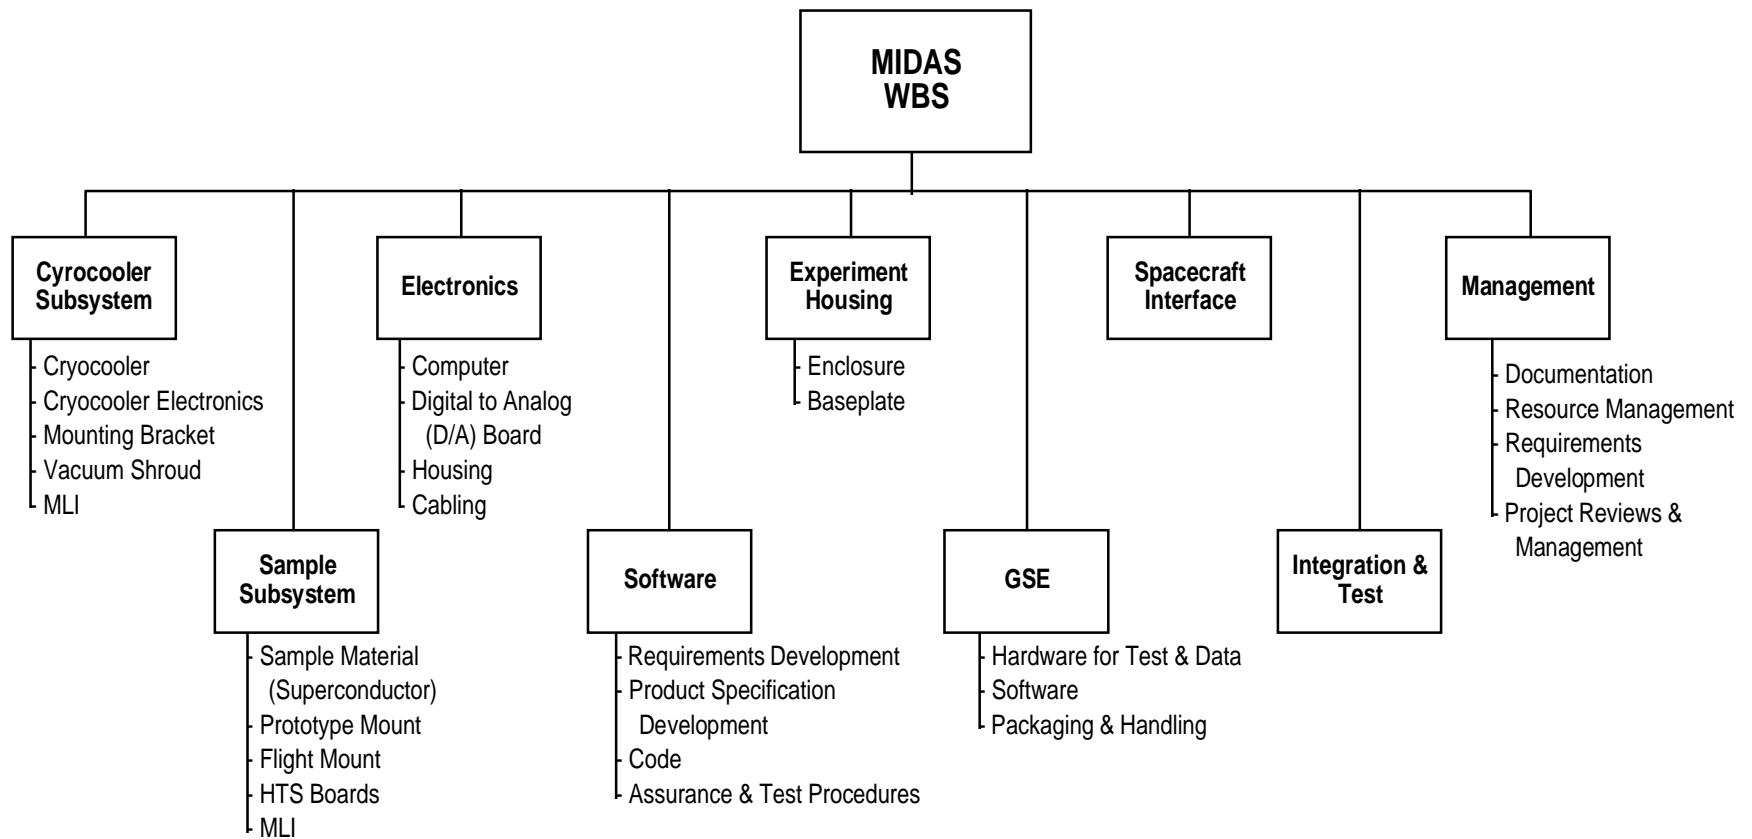 MIDAS
WBS
Cyrocooler
Subsystem
- Cryocooler
- Cryocooler Electronics
- Mounting Bracket
- Vacuum Shroud
- MLI
Sample
Subsystem
- Sample Material
(Superconductor)
- Prototype Mount
- Flight Mount
- HTS Boards
- MLI
Electronics
- Computer
- Digital to Analog
(D/A) Board
- Housing
- Cabling
Software
- Requirements Development
- Product Specification
Development
- Code
- Assurance & Test Procedures
Experiment
Housing
- Enclosure
- Baseplate
GSE
- Hardware for Test & Data
- Software
- Packaging & Handling
Spacecraft
Interface
Integration &
Test
Management
- Documentation
- Resource Management
- Requirements
Development
- Project Reviews &
Management